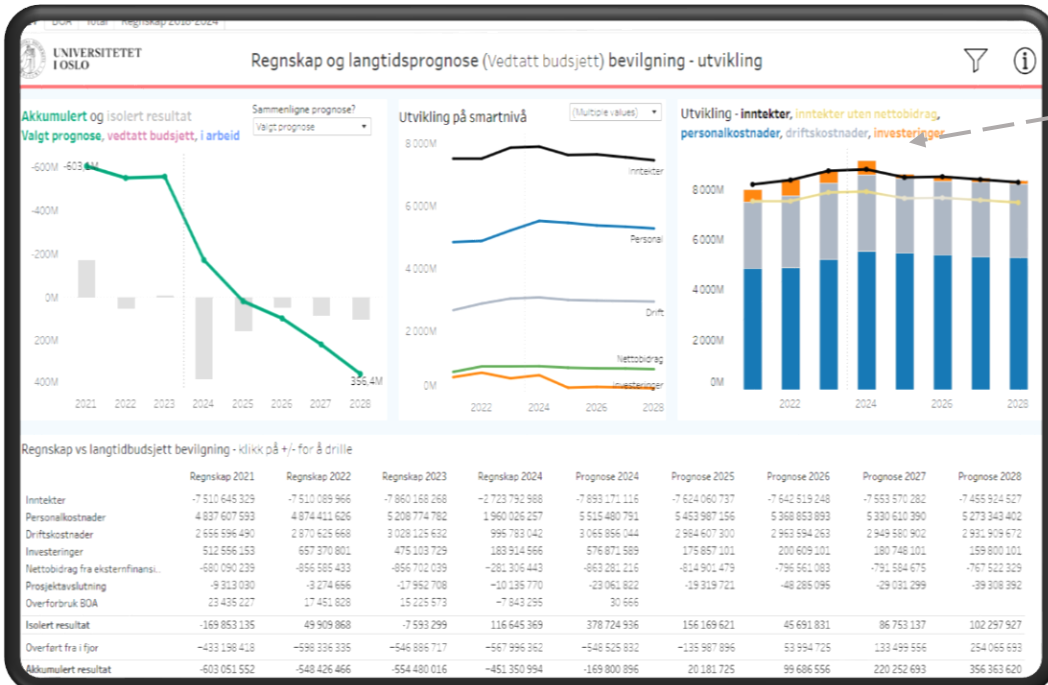 BOA Total Regnskap 2018-2024
UNIVERSITETET
I OSLO
Regnskap og langtidsprognose (Vedtatt budsjett) bevilgning - utvikling
Akkumulert og isolert resultat
Valgt prognose, vedtatt budsjett, i arbeid
Sammenligne prognose?
Valgt prognose
-600M
-400M
-200M
0M
200M
400M
356,4M
2021 2022 2023 2024 2025 2026 2027 2028
Utvikling på smartnivå
(Multiple values)
8 000M
6 000M
4 000M
2 000M
0M
Inntekter
Personal
Drift
Nettobidrag
Investeringer
2022 2024 2026 2028
Utvikling - inntekter, inntekter uten nettobidrag,
personalkostnader, driftskostnader, investeringer
8 000M
6 000M
4 000M
2 000M
0M
2022 2024 2026 2028
Regnskap vs langtidbudsjett bevilgning - klikk på +/- for å drille
Regnskap 2021 Regnskap 2022 Regnskap 2023 Regnskap 2024 Prognose 2024 Prognose 2025 Prognose 2026 Prognose 2027 Prognose 2028
Inntekter -7 510 645 329 -7 510 089 966 -7 860 168 268 -2 723 792 988 -7 893 171 116 -7 624 060 737 -7 642 519 248 -7 553 570 282 -7 455 924 527
Personalkostnader 4 837 607 593 4 874 411 626 5 208 774 782 1 960 026 257 5 515 480 791 5 453 987 156 5 368 853 893 5 330 610 390 5 273 343 402
Driftskostnader 2 656 596 490 2 870 625 668 3 028 125 632 995 783 042 3 065 856 044 2 984 607 300 2 963 594 263 2 949 580 902 2 931 909 672
Investeringer 512 556 153 657 370 801 475 103 729 183 914 566 576 871 589 175 857 101 200 609 101 180 748 101 159 800 101
Nettobidrag fra eksternfinansi.. -680 090 239 -856 585 433 -856 702 039 -281 306 443 -863 281 216 -814 901 479 -796 561 083 -791 584 675 -767 522 329
Prosjektavslutning -9 313 030 -3 274 656 -17 952 708 -10 135 770 -23 061 822 -19 319 721 -48 285 095 -29 031 299 -39 308 392
Overforbruk BOA 23 435 227 17 451 828 15 225 573 -7 843 295 30 666
Isolert resultat -169 853 135 49 909 868 -7 593 299 116 645 369 378 724 936 156 169 621 45 691 831 86 753 137 102 297 927
Overført fra i fjor -433 198 418 -598 336 335 -546 886 717 -567 996 362 -548 525 832 -135 987 896 53 994 725 133 499 556 254 065 693
Akkumulert resultat -603 051 552 -548 426 466 -554 480 016 -451 350 994 -169 800 896 20 181 725 99 686 556 220 252 693 356 363 620